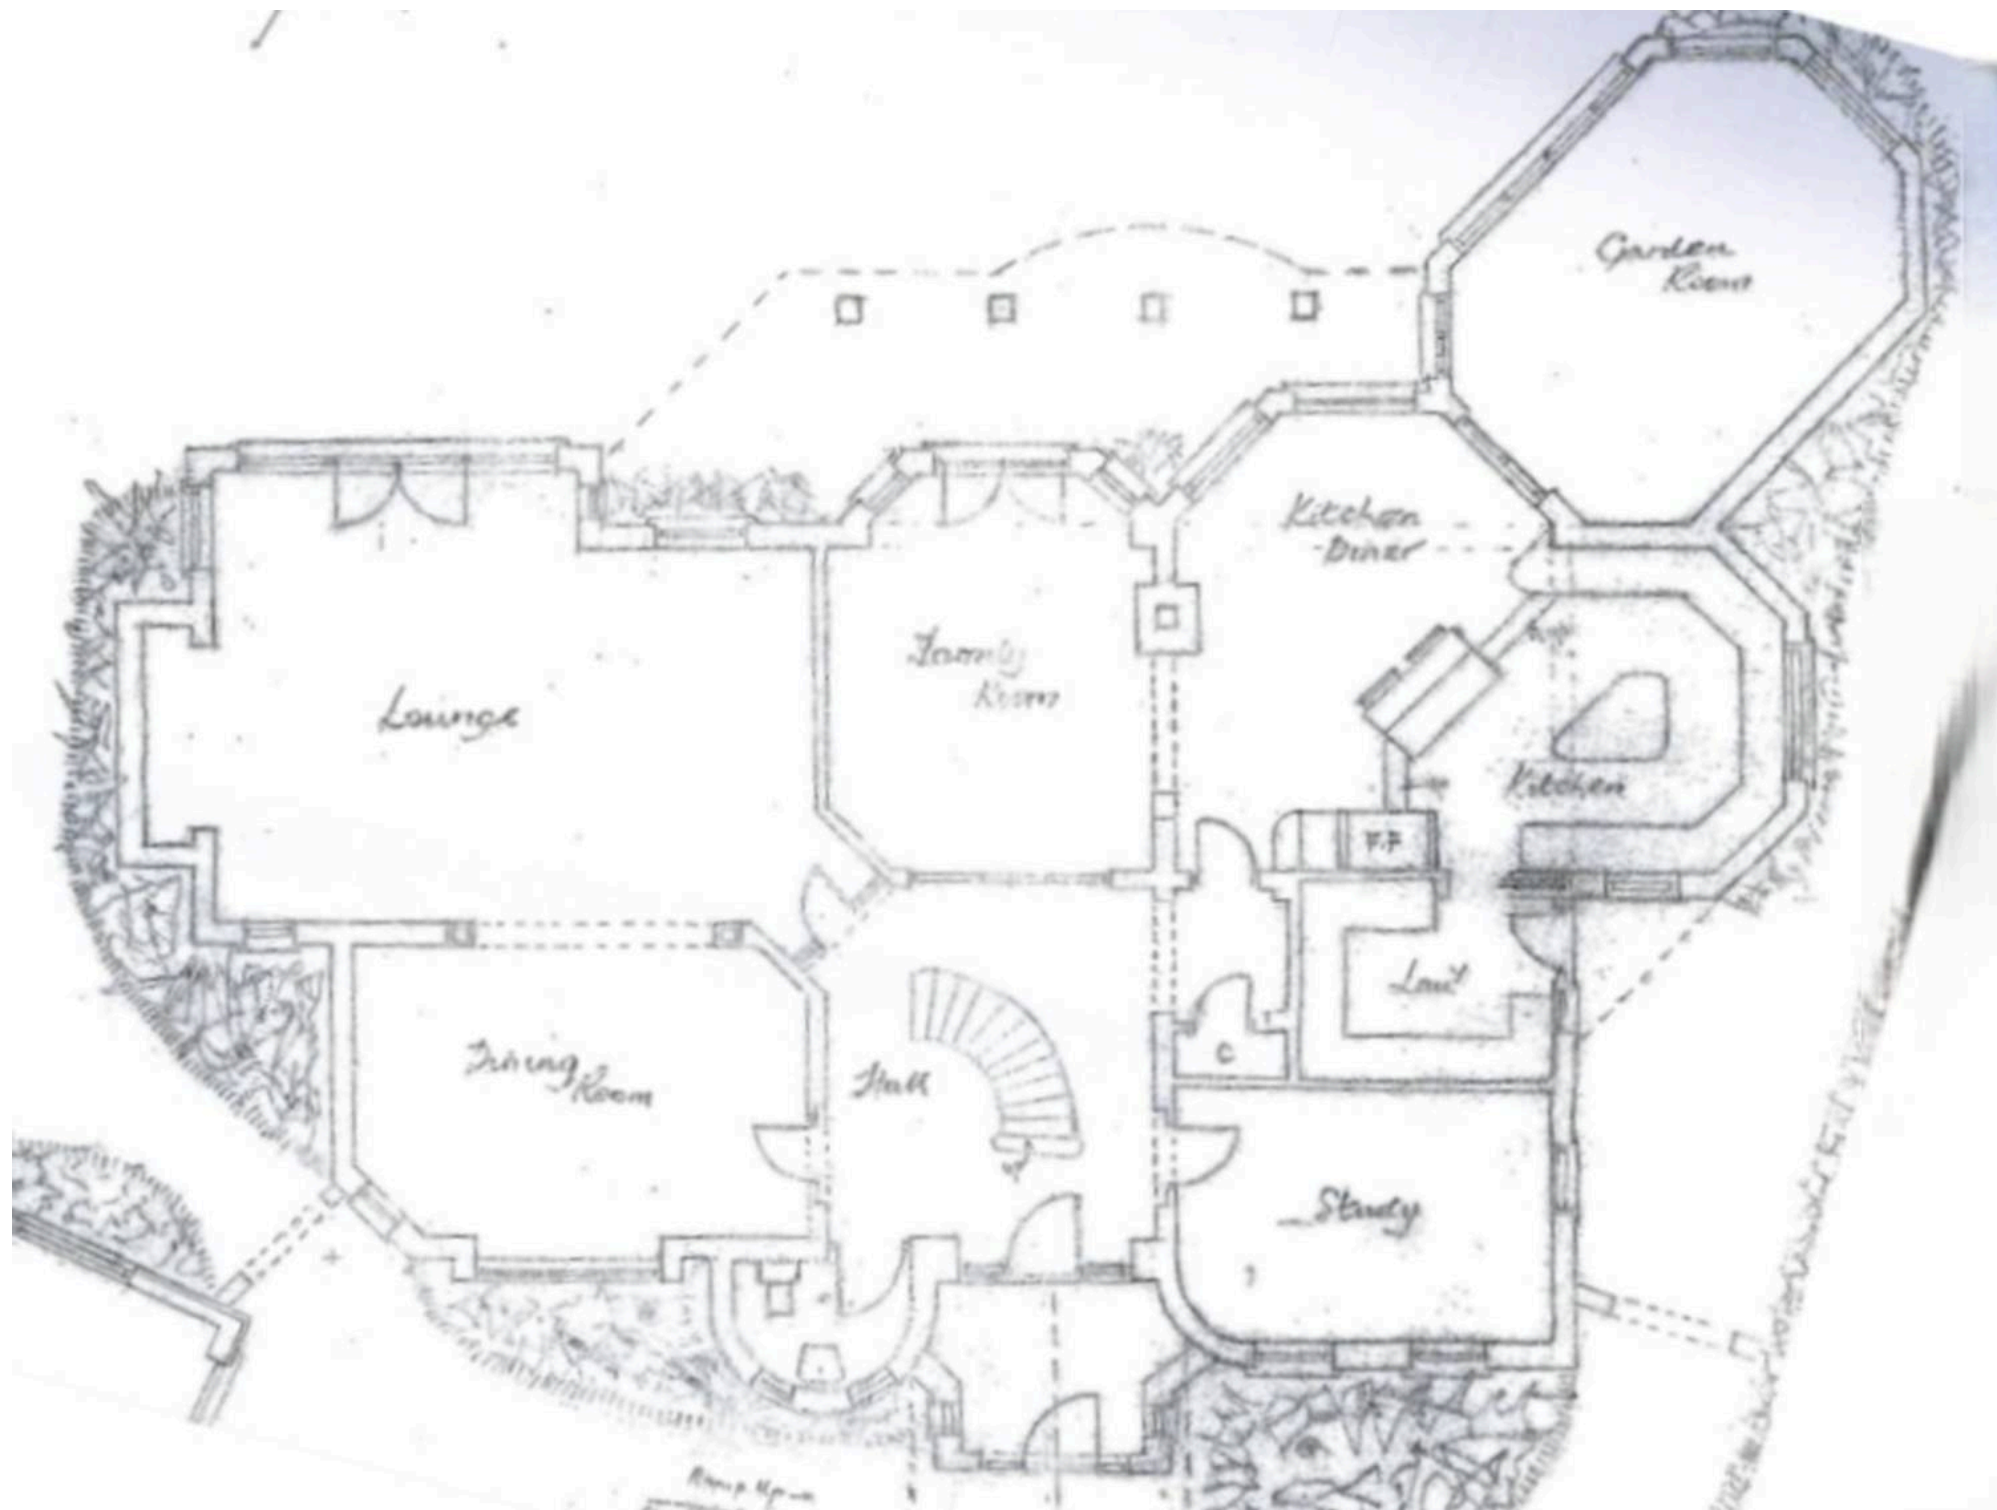 Garden
Room
Kitchen
Diner
Family
Room
Lounge
Kitchen
F.F
Dining
Room
Hall
C
Study